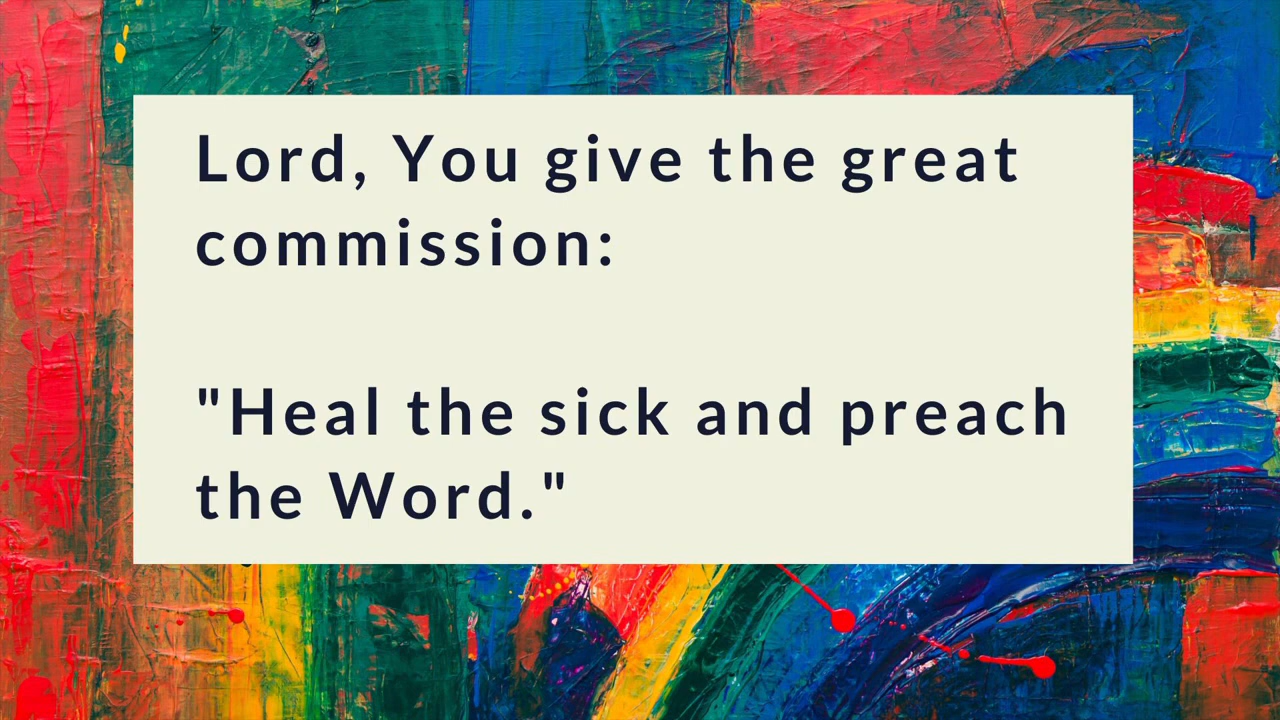 Lord, You give the great
commission:
"Heal the sick and preach
the Word."